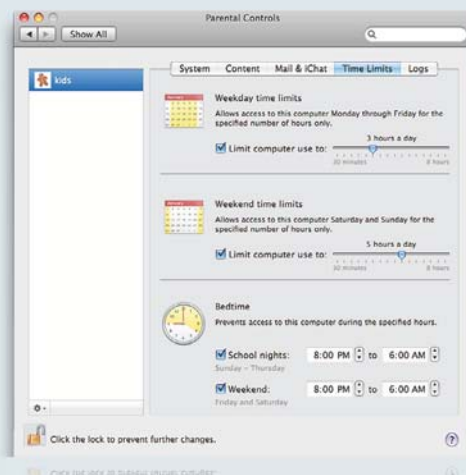 Parental Controls
Show All
kids
System Content Mail & iChat Time Limits Logs
Weekday time limits
Allows access to this computer Monday through Friday for the
specified number of hours only.
3 hours a day
Limit computer use to:
30 minutes 8 hours
Weekend time limits
Allows access to this computer Saturday and Sunday for the
specified number of hours only.
5 hours a day
Limit computer use to:
30 minutes 8 hours
Bedtime
Prevents access to this computer during the specified hours.
School nights: 8:00 PM to 6:00 AM
Sunday – Thursday
Weekend: 8:00 PM to 6:00 AM
Friday and Saturday
Click the lock to prevent further changes.
?